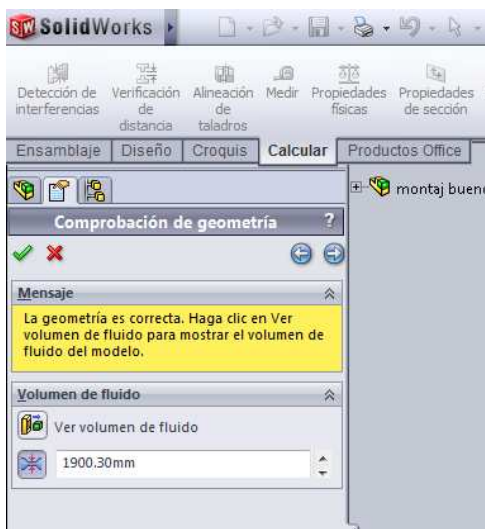 SW SolidWorks
Detección de interferencias
Verificación de distancia
Alineación de taladros
Medir
Propiedades físicas
Propiedades de sección
Ensamblaje Diseño Croquis Calcular Productos Office
montaj buen
Comprobación de geometría ?
Mensaje
La geometría es correcta. Haga clic en Ver
volumen de fluido para mostrar el volumen de
fluido del modelo.
Volumen de fluido
Ver volumen de fluido
1900.30mm